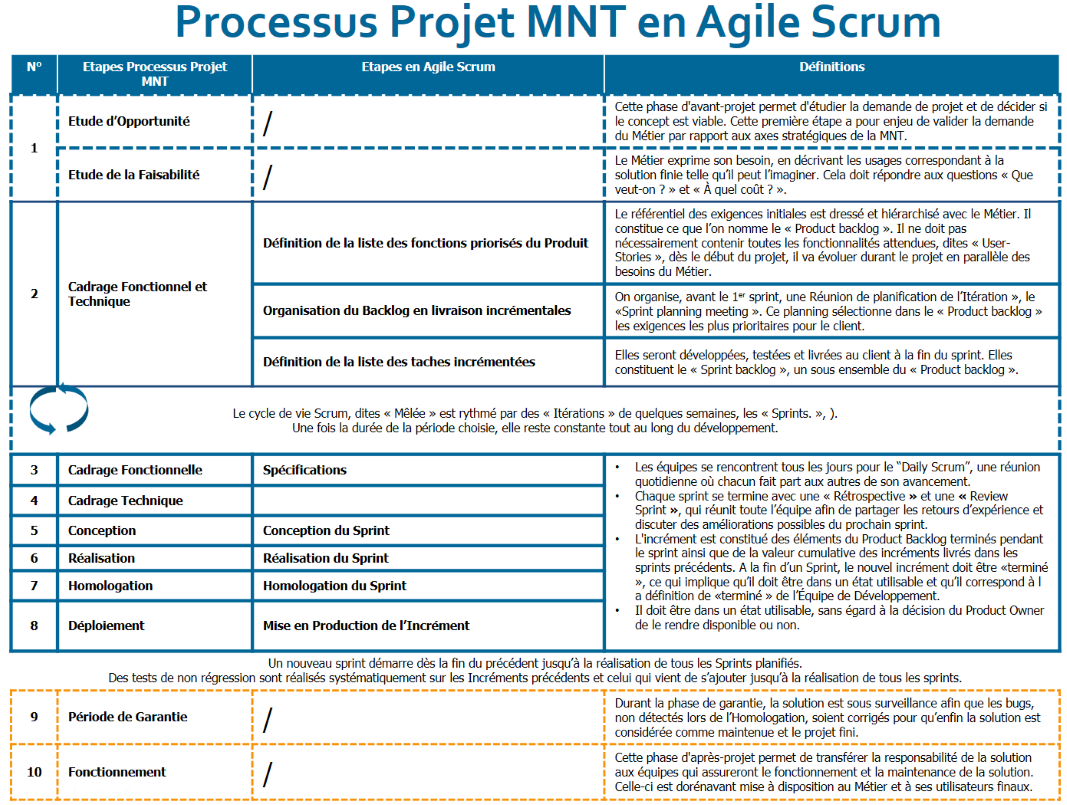 Processus Projet MNT en Agile Scrum
N°
Etapes Processus Projet
MNT
Etapes en Agile Scrum
Définitions
1
Etude d'Opportunité
/
Cette phase d'avant-projet permet d'étudier la demande de projet et de décider si
le concept est viable. Cette première étape a pour enjeu de valider la demande
du Métier par rapport aux axes stratégiques de la MNT.
Etude de la Faisabilité
/
Le Métier exprime son besoin, en décrivant les usages correspondant à la
solution finie telle qu'il peut l'imaginer. Cela doit répondre aux questions « Que
veut-on ? » et « À quel coût ? ».
2
Cadrage Fonctionnel et
Technique
Définition de la liste des fonctions priorisés du Produit
Le référentiel des exigences initiales est dressé et hiérarchisé avec le Métier. Il
constitue ce que l'on nomme le « Product backlog ». Il ne doit pas
nécessairement contenir toutes les fonctionnalités attendues, dites « User-
Stories », dès le début du projet, il va évoluer durant le projet en parallèle des
besoins du Métier.
Organisation du Backlog en livraison incrémentales
On organise, avant le 1er sprint, une Réunion de planification de l'Itération », le
«Sprint planning meeting ». Ce planning sélectionne dans le « Product backlog »
les exigences les plus prioritaires pour le client.
Définition de la liste des taches incrémentées
Elles seront développées, testées et livrées au client à la fin du sprint. Elles
constituent le « Sprint backlog », un sous ensemble du « Product backlog ».
Le cycle de vie Scrum, dites « Mêlée » est rythmé par des « Itérations » de quelques semaines, les « Sprints. », ).
Une fois la durée de la période choisie, elle reste constante tout au long du développement.
3
Cadrage Fonctionnelle
Spécifications
4
Cadrage Technique
5
Conception
Conception du Sprint
6
Réalisation
Réalisation du Sprint
7
Homologation
Homologation du Sprint
8
Déploiement
Mise en Production de l'Incrément
• Les équipes se rencontrent tous les jours pour le "Daily Scrum", une réunion
quotidienne où chacun fait part aux autres de son avancement.
• Chaque sprint se termine avec une « Rétrospective » et une « Review
Sprint », qui réunit toute l'équipe afin de partager les retours d'expérience et
discuter des améliorations possibles du prochain sprint.
• L'incrément est constitué des éléments du Product Backlog terminés pendant
le sprint ainsi que de la valeur cumulative des incréments livrés dans les
sprints précédents. A la fin d'un Sprint, le nouvel incrément doit être «terminé
», ce qui implique qu'il doit être dans un état utilisable et qu'il correspond à l
a définition de «terminé » de l'Équipe de Développement.
• Il doit être dans un état utilisable, sans égard à la décision du Product Owner
de le rendre disponible ou non.
Un nouveau sprint démarre dès la fin du précédent jusqu'à la réalisation de tous les Sprints planifiés.
Des tests de non régression sont réalisés systématiquement sur les Incréments précédents et celui qui vient de s'ajouter jusqu'à la réalisation de tous les sprints.
9
Période de Garantie
/
Durant la phase de garantie, la solution est sous surveillance afin que les bugs,
non détectés lors de l'Homologation, soient corrigés pour qu'enfin la solution est
considérée comme maintenue et le projet fini.
10
Fonctionnement
/
Cette phase d'après-projet permet de transférer la responsabilité de la solution
aux équipes qui assureront le fonctionnement et la maintenance de la solution.
Celle-ci est dorénavant mise à disposition au Métier et à ses utilisateurs finaux.